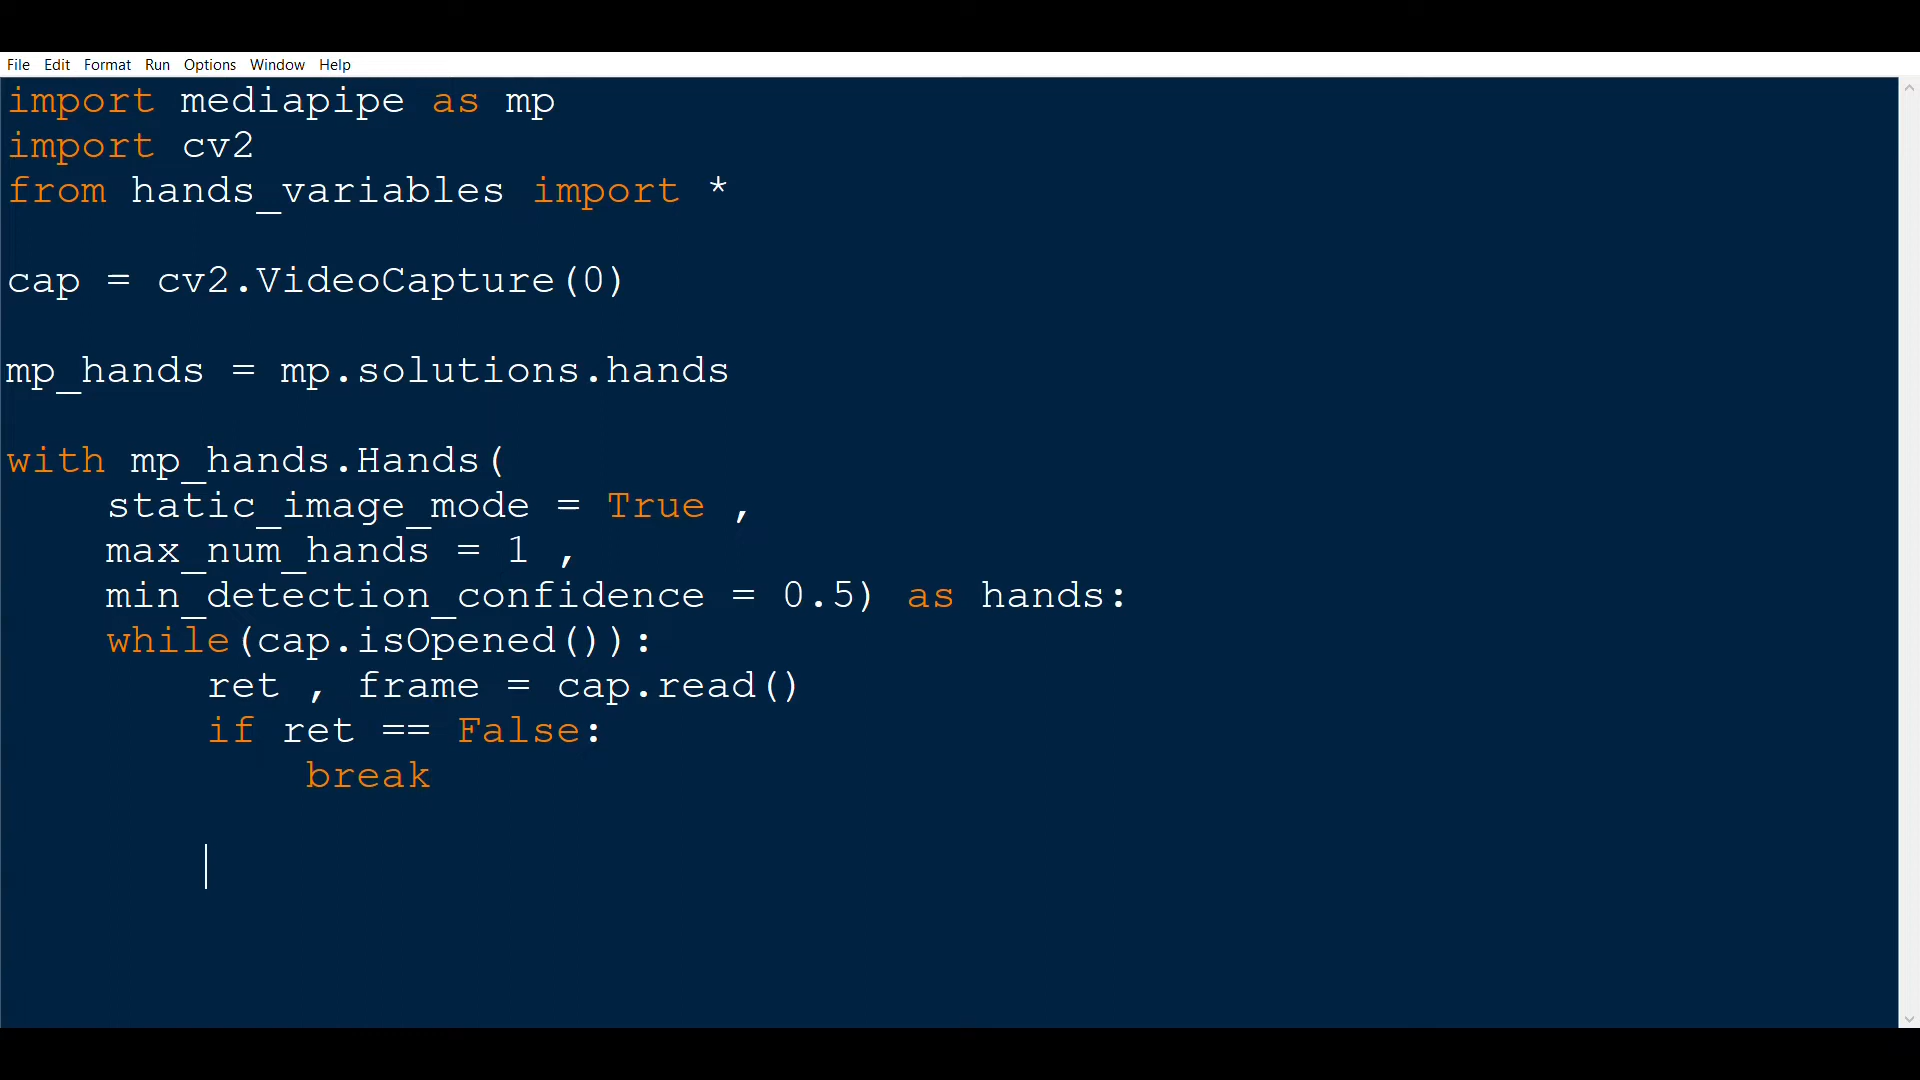 File Edit Format Run Options Window Help
import mediapipe as mp
import cv2
from hands_variables import *
cap = cv2.VideoCapture(0)
mp_hands = mp.solutions.hands
with mp_hands.Hands(
    static_image_mode = True ,
    max_num_hands = 1 ,
    min_detection_confidence = 0.5) as hands:
    while(cap.isOpened()):
        ret , frame = cap.read()
        if ret == False:
            break